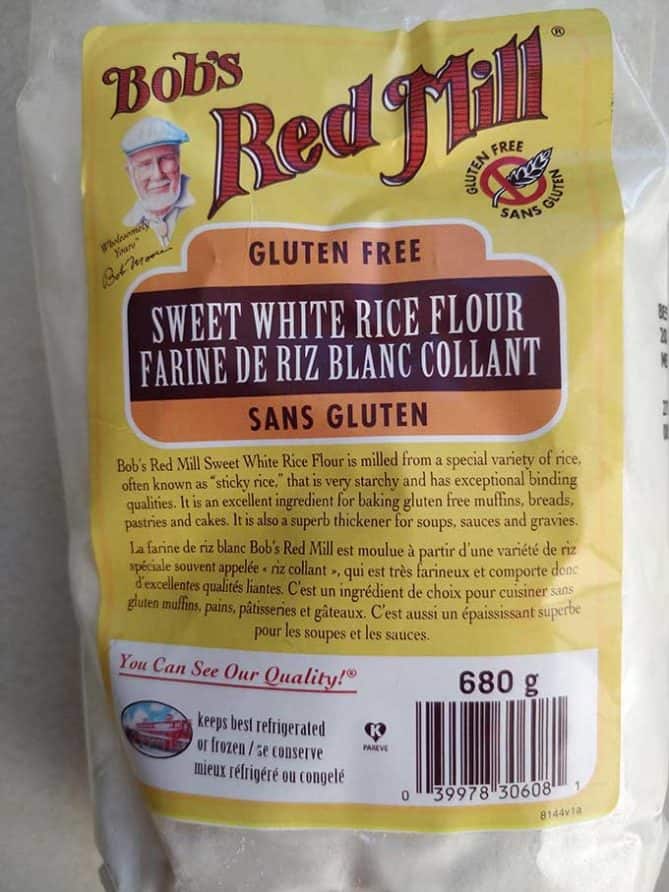 Bob's
Red Mill®
GLUTEN FREE
SANS GLUTEN
Wholesomely
Yours™
Bob Moore
GLUTEN FREE
SWEET WHITE RICE FLOUR
FARINE DE RIZ BLANC COLLANT
SANS GLUTEN
Bob's Red Mill Sweet White Rice Flour is milled from a special variety of rice,
often known as “sticky rice,” that is very starchy and has exceptional binding
qualities. It is an excellent ingredient for baking gluten free muffins, breads,
pastries and cakes. It is also a superb thickener for soups, sauces and gravies.
La farine de riz blanc Bob's Red Mill est moulue à partir d'une variété de riz
spéciale souvent appelée « riz collant », qui est très farineux et comporte donc
d'excellentes qualités liantes. C'est un ingrédient de choix pour cuisiner sans
gluten muffins, pains, pâtisseries et gâteaux. C'est aussi un épaississant superbe
pour les soupes et les sauces.
You Can See Our Quality!®
680 g
keeps best refrigerated
or frozen / se conserve
mieux réfrigéré ou congelé
K
PAREVE
0 39978 30608 1
8144v1a